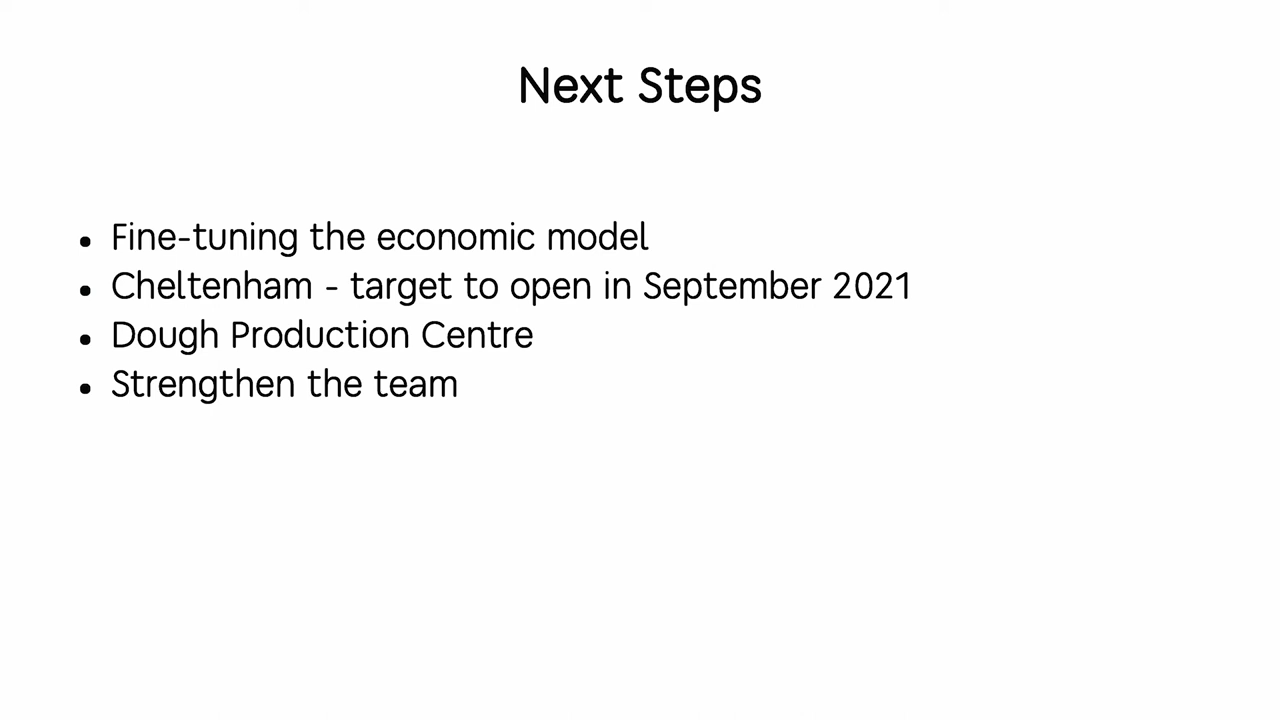 Next Steps
• Fine-tuning the economic model
• Cheltenham - target to open in September 2021
• Dough Production Centre
• Strengthen the team